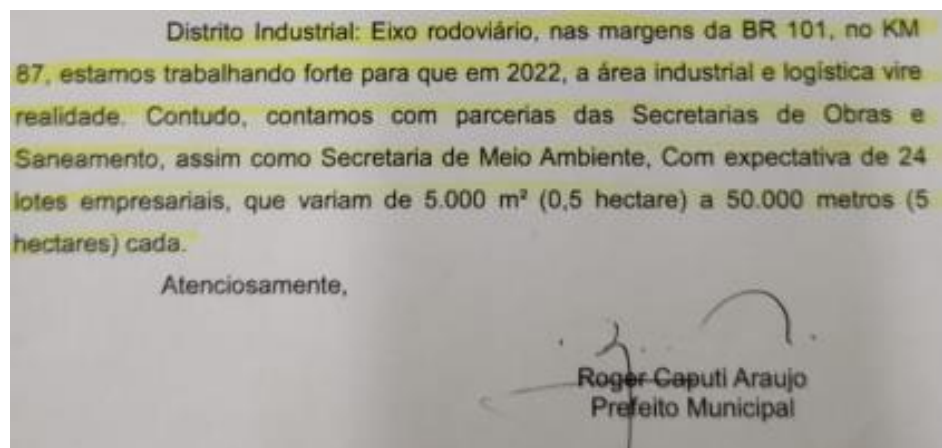 Distrito Industrial: Eixo rodoviário, nas margens da BR 101, no KM
87, estamos trabalhando forte para que em 2022, a área industrial e logística vire
realidade. Contudo, contamos com parcerias das Secretarias de Obras e
Saneamento, assim como Secretaria de Meio Ambiente, Com expectativa de 24
lotes empresariais, que variam de 5.000 m² (0,5 hectare) a 50.000 metros (5
hectares) cada.
Atenciosamente,
Roger Caputi Araujo
Prefeito Municipal